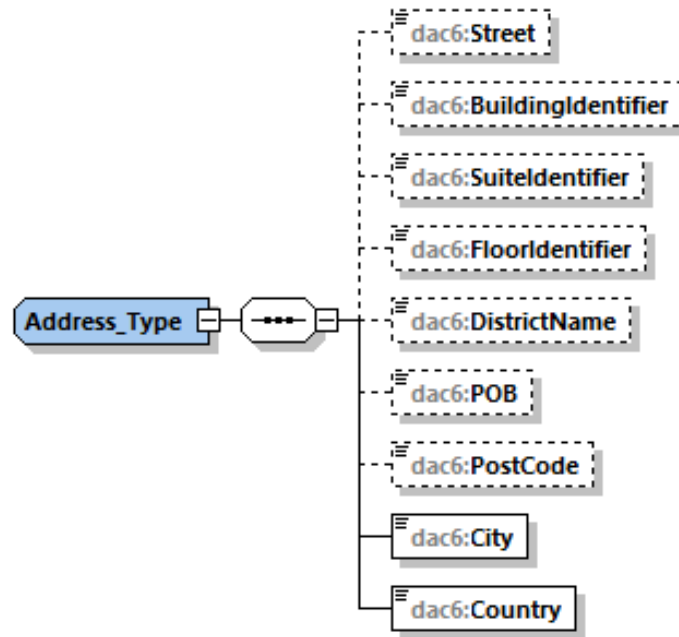 dac6:Street
dac6:BuildingIdentifier
dac6:SuiteIdentifier
dac6:FloorIdentifier
Address_Type
dac6:DistrictName
dac6:POB
dac6:PostCode
dac6:City
dac6:Country